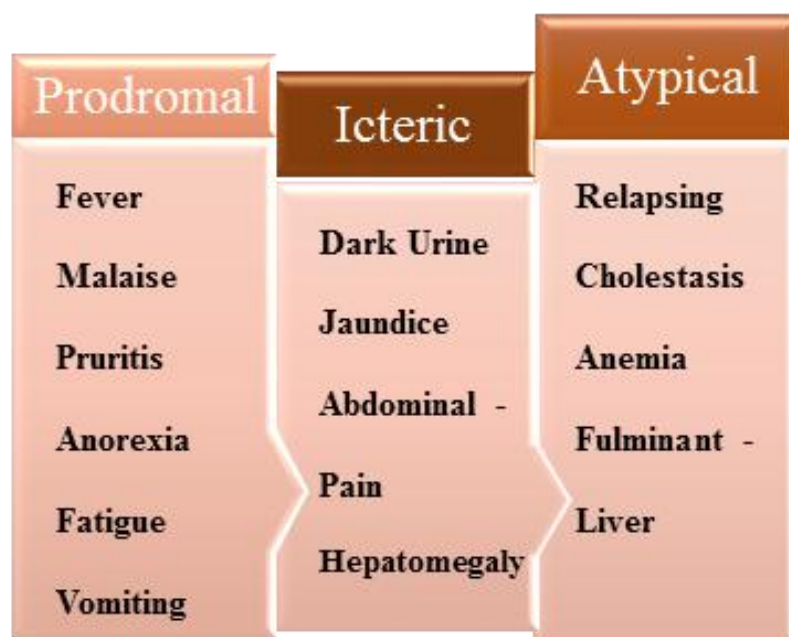 Prodromal
Fever
Malaise
Pruritis
Anorexia
Fatigue
Vomiting
Icteric
Dark Urine
Jaundice
Abdominal -
Pain
Hepatomegaly
Atypical
Relapsing
Cholestasis
Anemia
Fulminant -
Liver